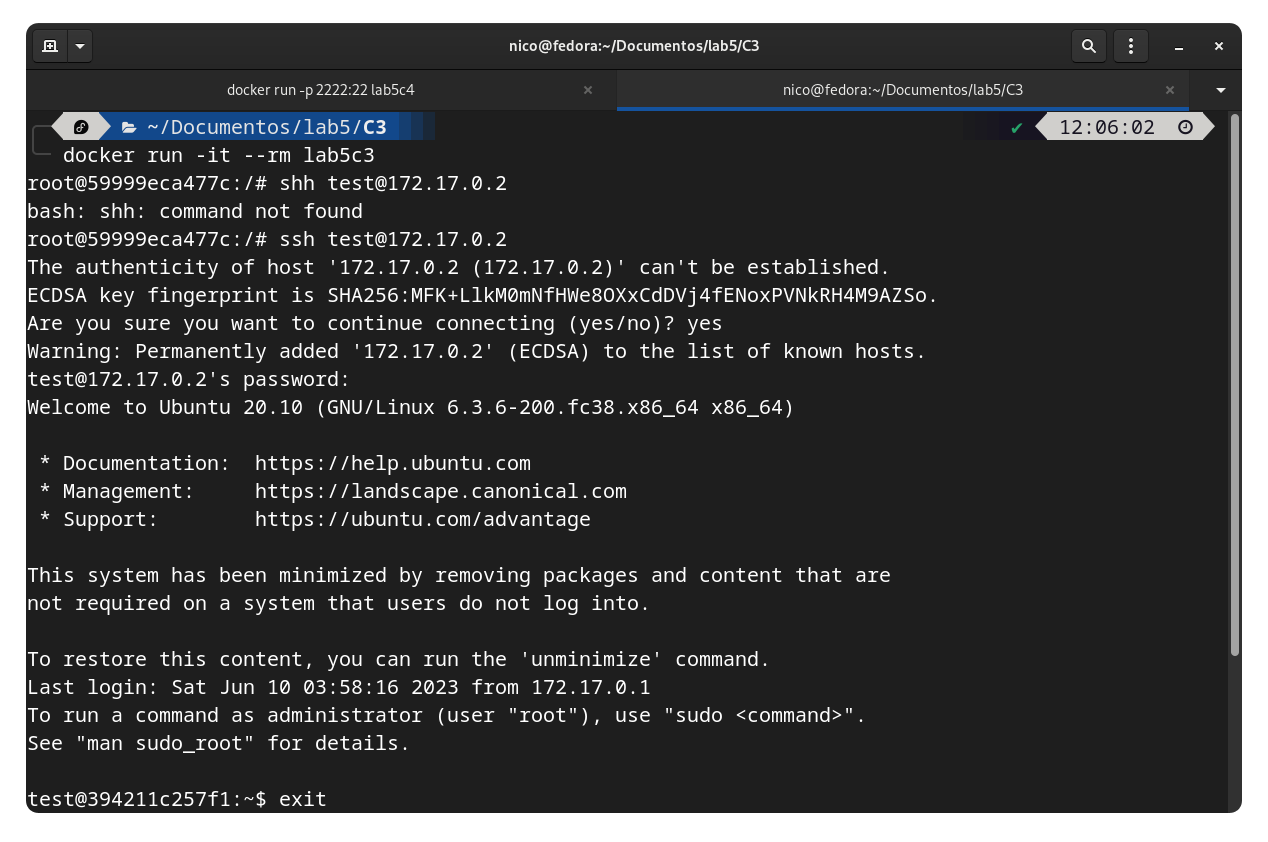 nico@fedora:~/Documentos/lab5/C3
docker run -p 2222:22 lab5c4
nico@fedora:~/Documentos/lab5/C3
~/Documentos/lab5/C3 ✔ 12:06:02
docker run -it --rm lab5c3
root@59999eca477c:/# shh test@172.17.0.2
bash: shh: command not found
root@59999eca477c:/# ssh test@172.17.0.2
The authenticity of host '172.17.0.2 (172.17.0.2)' can't be established.
ECDSA key fingerprint is SHA256:MFK+LlkM0mNfHWe8OXxCdDVj4fENoxPVNkRH4M9AZSo.
Are you sure you want to continue connecting (yes/no)? yes
Warning: Permanently added '172.17.0.2' (ECDSA) to the list of known hosts.
test@172.17.0.2's password:
Welcome to Ubuntu 20.10 (GNU/Linux 6.3.6-200.fc38.x86_64 x86_64)
* Documentation:  https://help.ubuntu.com
* Management:     https://landscape.canonical.com
* Support:        https://ubuntu.com/advantage
This system has been minimized by removing packages and content that are
not required on a system that users do not log into.
To restore this content, you can run the 'unminimize' command.
Last login: Sat Jun 10 03:58:16 2023 from 172.17.0.1
To run a command as administrator (user "root"), use "sudo <command>".
See "man sudo_root" for details.
test@394211c257f1:~$ exit